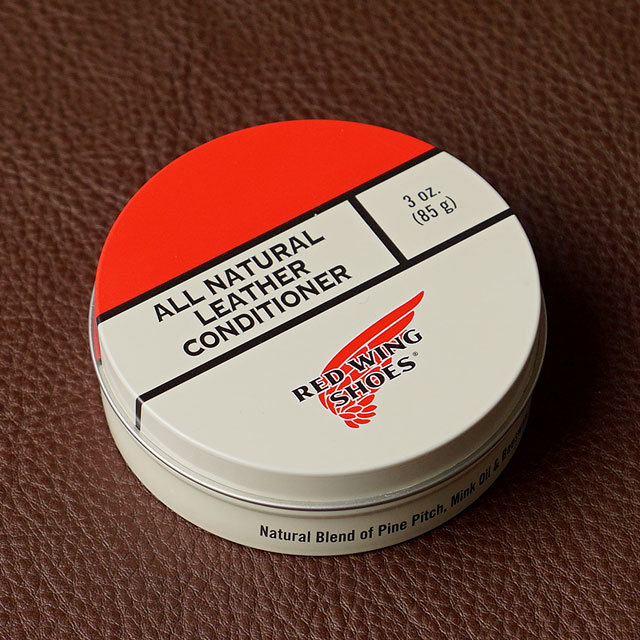 3 oz.
(85 g)
ALL NATURAL
LEATHER
CONDITIONER
RED WING
SHOES®
Natural Blend of Pine Pitch, Mink Oil &